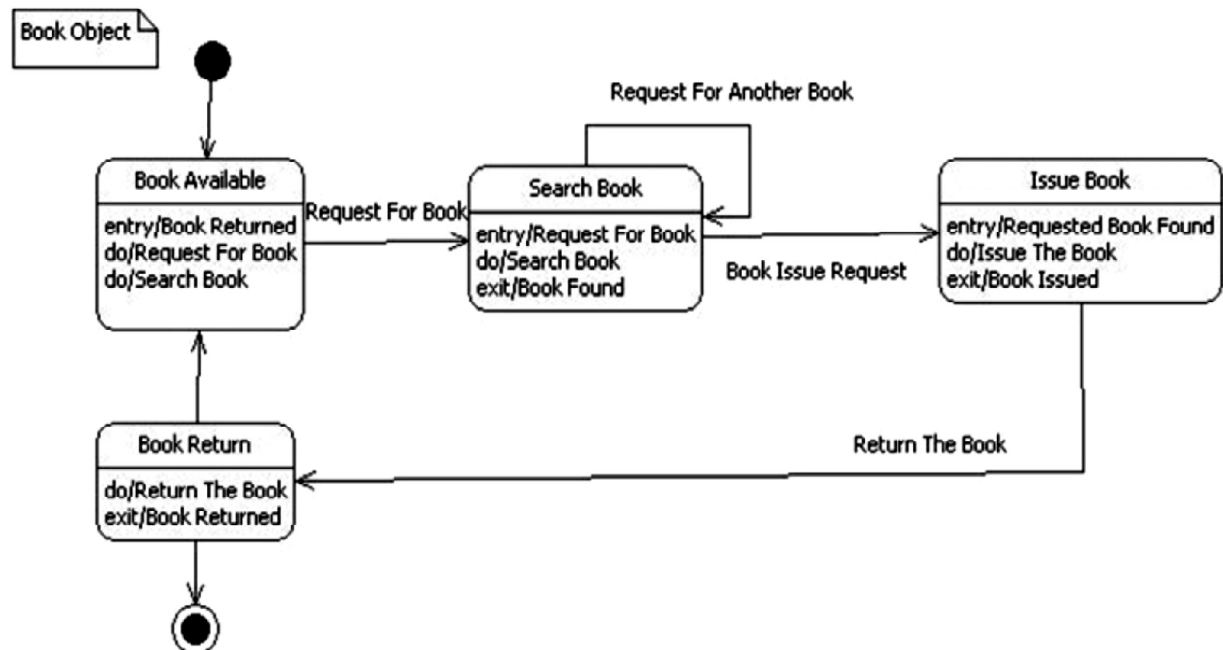 Book Object
Request For Another Book
Book Available
entry/Book Returned
do/Request For Book
do/Search Book
Request For Book
Search Book
entry/Request For Book
do/Search Book
exit/Book Found
Book Issue Request
Issue Book
entry/Requested Book Found
do/Issue The Book
exit/Book Issued
Return The Book
Book Return
do/Return The Book
exit/Book Returned